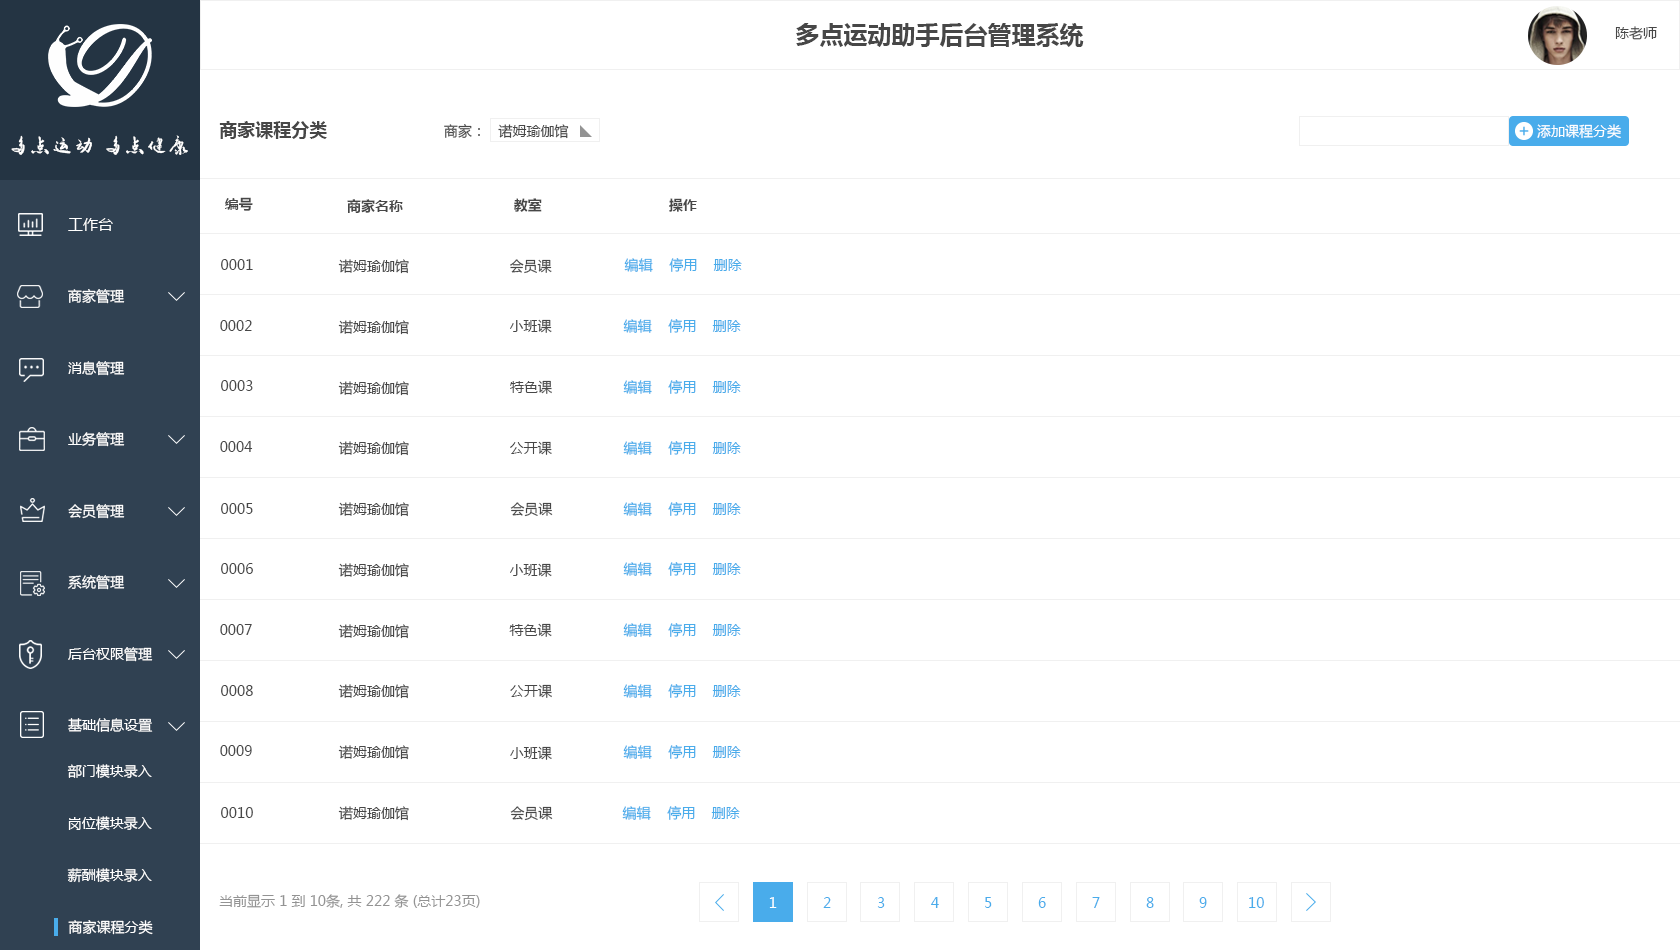 多点运动助手后台管理系统
陈老师
多点运动 多点健康
工作台
商家管理
消息管理
业务管理
会员管理
系统管理
后台权限管理
基础信息设置
部门模块录入
岗位模块录入
薪酬模块录入
商家课程分类
商家课程分类 商家： 诺姆瑜伽馆 添加课程分类
编号 商家名称 教室 操作
0001 诺姆瑜伽馆 会员课 编辑 停用 删除
0002 诺姆瑜伽馆 小班课 编辑 停用 删除
0003 诺姆瑜伽馆 特色课 编辑 停用 删除
0004 诺姆瑜伽馆 公开课 编辑 停用 删除
0005 诺姆瑜伽馆 会员课 编辑 停用 删除
0006 诺姆瑜伽馆 小班课 编辑 停用 删除
0007 诺姆瑜伽馆 特色课 编辑 停用 删除
0008 诺姆瑜伽馆 公开课 编辑 停用 删除
0009 诺姆瑜伽馆 小班课 编辑 停用 删除
0010 诺姆瑜伽馆 会员课 编辑 停用 删除
当前显示 1 到 10条, 共 222 条 (总计23页) 1 2 3 4 5 6 7 8 9 10